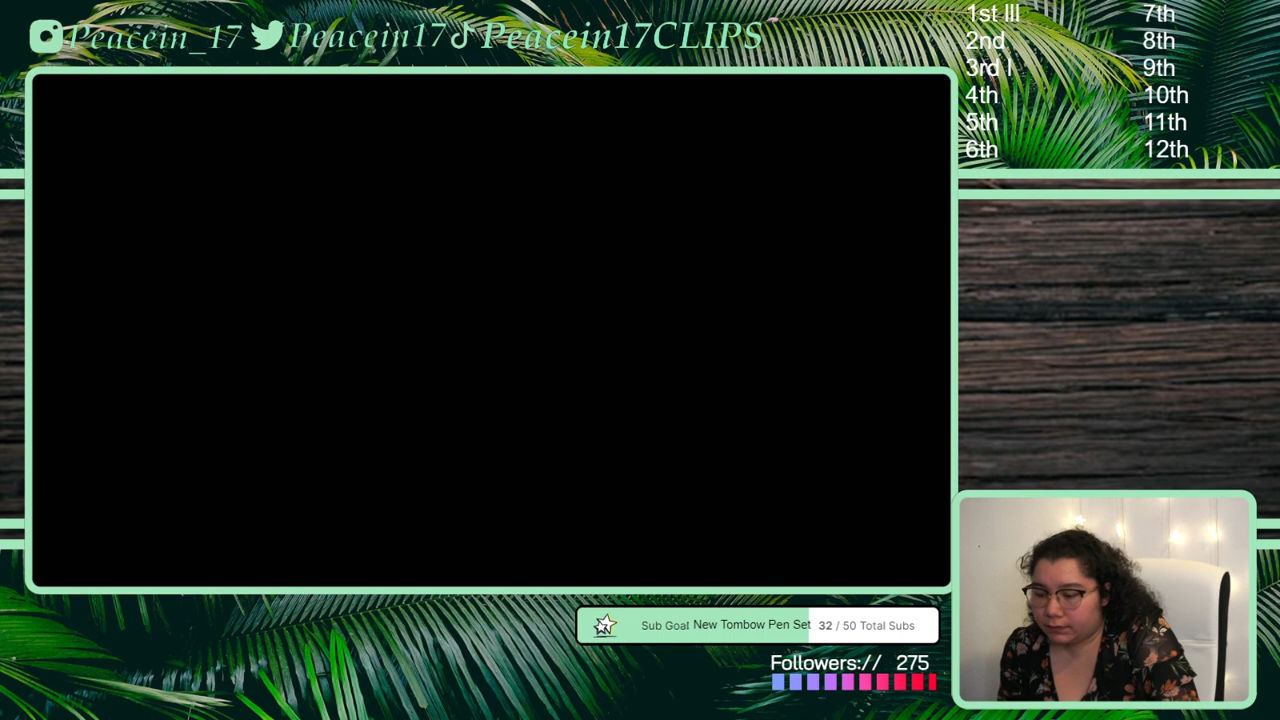 Peacein_17 Peacein17 Peacein17CLIPS
1st III 7th
2nd 8th
3rd I 9th
4th 10th
5th 11th
6th 12th
Sub Goal New Tombow Pen Set 32 / 50 Total Subs
Followers:// 275